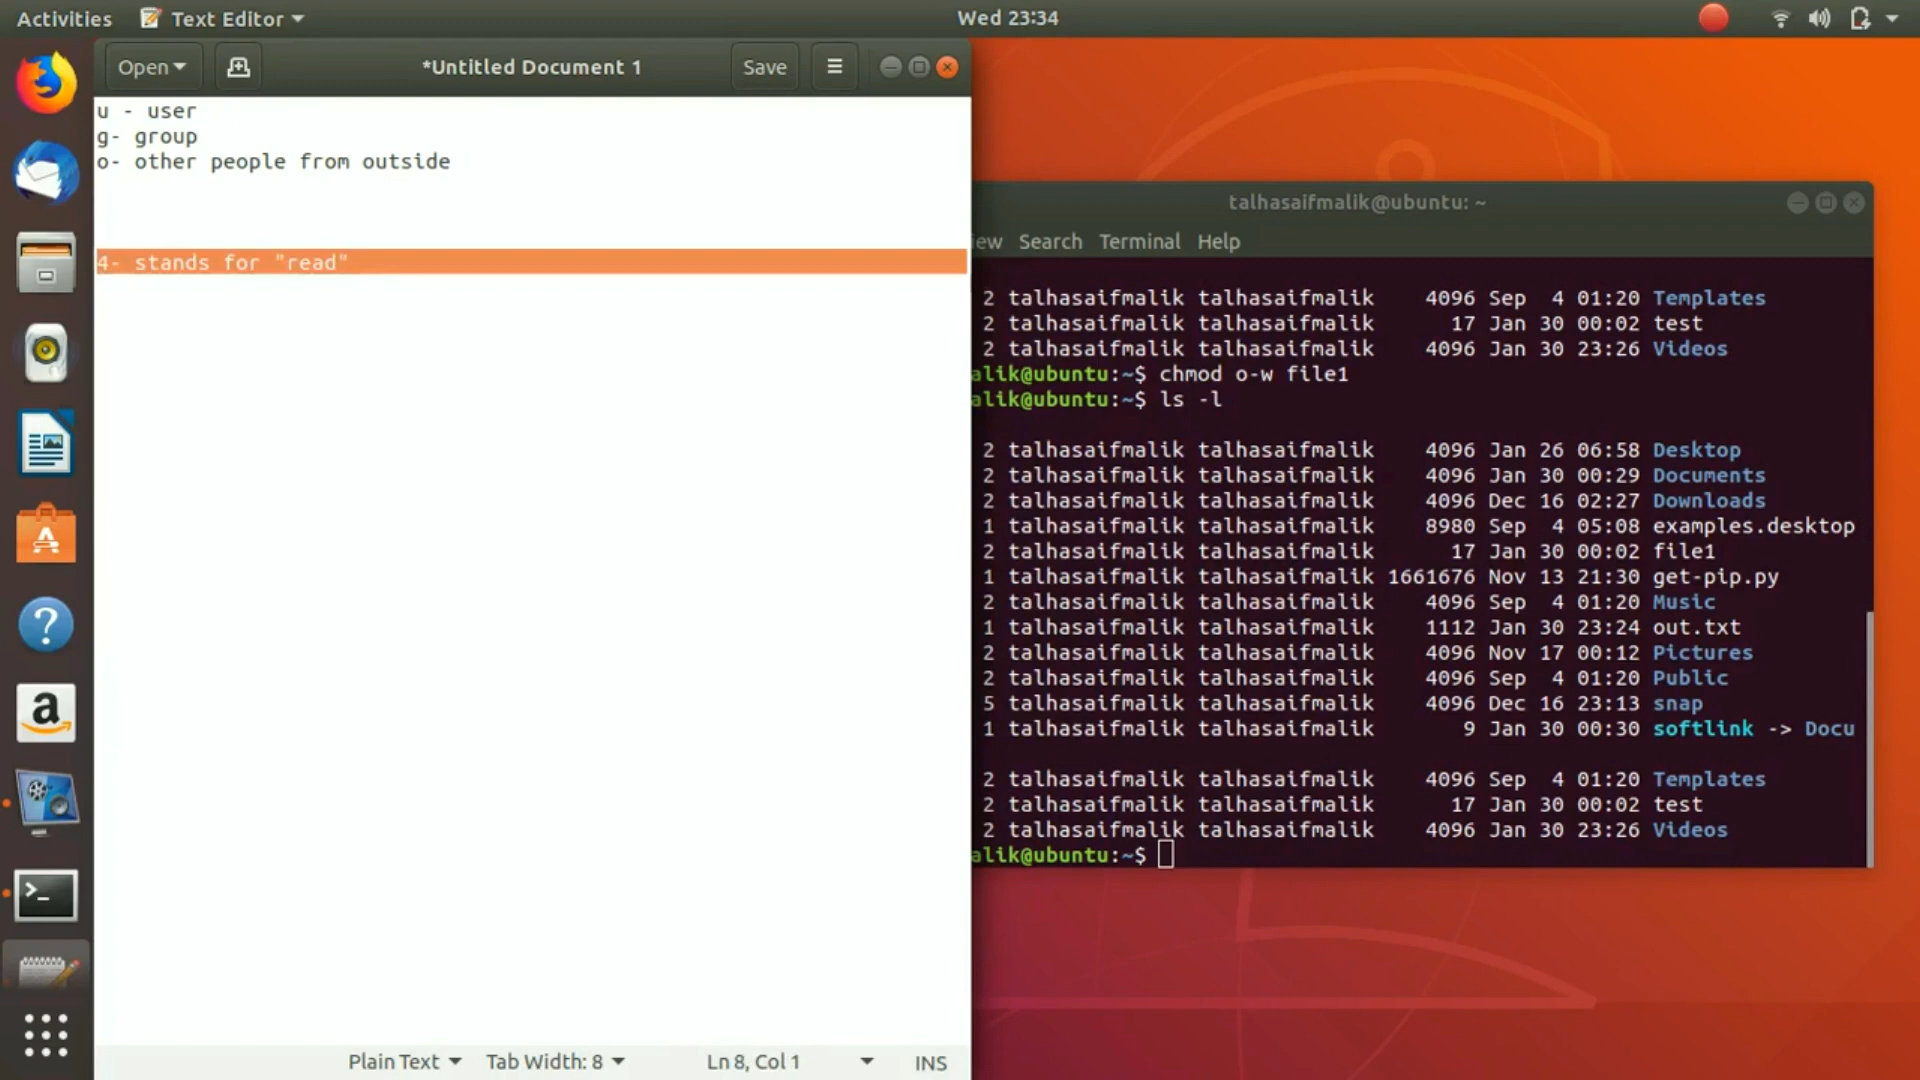 Activities Text Editor Wed 23:34
Open *Untitled Document 1 Save
u - user
g- group
o- other people from outside
4- stands for "read"
Plain Text Tab Width: 8 Ln 8, Col 1 INS
talhasaifmalik@ubuntu: ~
iew Search Terminal Help
2 talhasaifmalik talhasaifmalik 4096 Sep 4 01:20 Templates
2 talhasaifmalik talhasaifmalik 17 Jan 30 00:02 test
2 talhasaifmalik talhasaifmalik 4096 Jan 30 23:26 Videos
alik@ubuntu:~$ chmod o-w file1
alik@ubuntu:~$ ls -l
2 talhasaifmalik talhasaifmalik 4096 Jan 26 06:58 Desktop
2 talhasaifmalik talhasaifmalik 4096 Jan 30 00:29 Documents
2 talhasaifmalik talhasaifmalik 4096 Dec 16 02:27 Downloads
1 talhasaifmalik talhasaifmalik 8980 Sep 4 05:08 examples.desktop
2 talhasaifmalik talhasaifmalik 17 Jan 30 00:02 file1
1 talhasaifmalik talhasaifmalik 1661676 Nov 13 21:30 get-pip.py
2 talhasaifmalik talhasaifmalik 4096 Sep 4 01:20 Music
1 talhasaifmalik talhasaifmalik 1112 Jan 30 23:24 out.txt
2 talhasaifmalik talhasaifmalik 4096 Nov 17 00:12 Pictures
2 talhasaifmalik talhasaifmalik 4096 Sep 4 01:20 Public
5 talhasaifmalik talhasaifmalik 4096 Dec 16 23:13 snap
1 talhasaifmalik talhasaifmalik 9 Jan 30 00:30 softlink -> Docu
2 talhasaifmalik talhasaifmalik 4096 Sep 4 01:20 Templates
2 talhasaifmalik talhasaifmalik 17 Jan 30 00:02 test
2 talhasaifmalik talhasaifmalik 4096 Jan 30 23:26 Videos
alik@ubuntu:~$